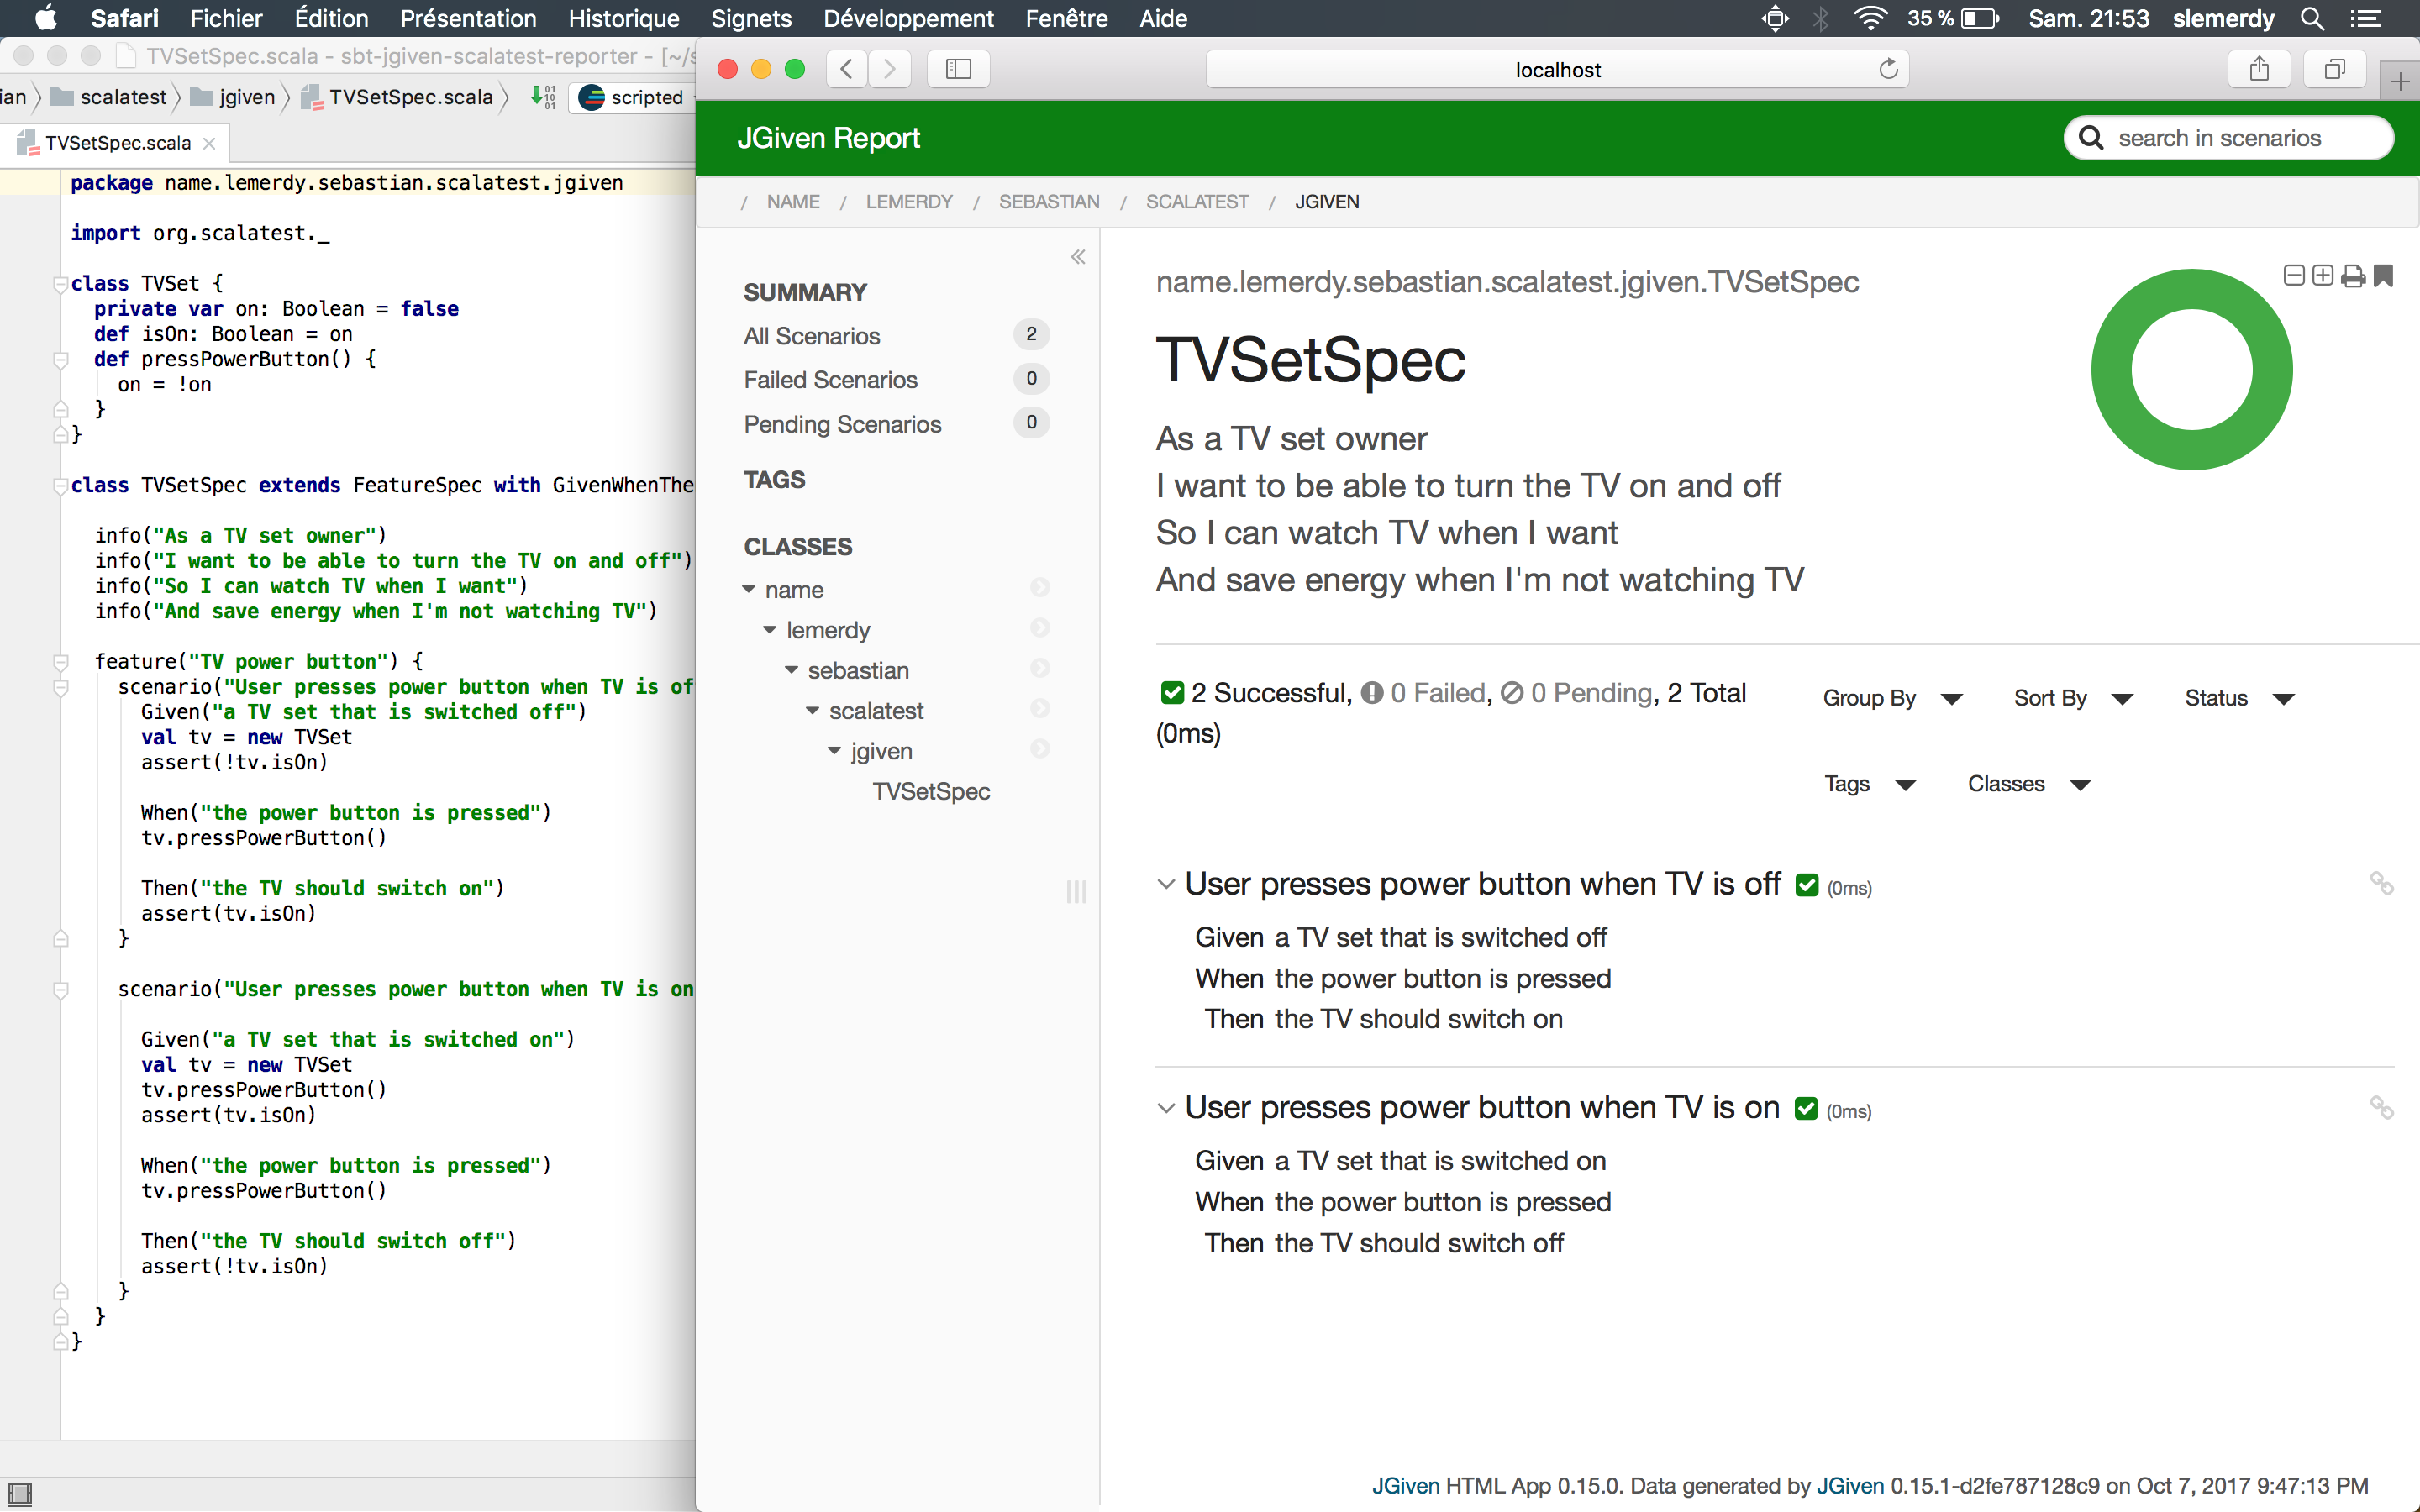 Safari Fichier Édition Présentation Historique Signets Développement Fenêtre Aide 35 % Sam. 21:53 slemerdy
TVSetSpec.scala - sbt-jgiven-scalatest-reporter - [~/s
ian scalatest jgiven TVSetSpec.scala scripted
TVSetSpec.scala
package name.lemerdy.sebastian.scalatest.jgiven
import org.scalatest._
class TVSet {
private var on: Boolean = false
def isOn: Boolean = on
def pressPowerButton() {
on = !on
}
}
class TVSetSpec extends FeatureSpec with GivenWhenThe
info("As a TV set owner")
info("I want to be able to turn the TV on and off")
info("So I can watch TV when I want")
info("And save energy when I'm not watching TV")
feature("TV power button") {
scenario("User presses power button when TV is of
Given("a TV set that is switched off")
val tv = new TVSet
assert(!tv.isOn)
When("the power button is pressed")
tv.pressPowerButton()
Then("the TV should switch on")
assert(tv.isOn)
}
scenario("User presses power button when TV is on
Given("a TV set that is switched on")
val tv = new TVSet
tv.pressPowerButton()
assert(tv.isOn)
When("the power button is pressed")
tv.pressPowerButton()
Then("the TV should switch off")
assert(!tv.isOn)
}
}
}
localhost
JGiven Report
search in scenarios
/ NAME / LEMERDY / SEBASTIAN / SCALATEST / JGIVEN
SUMMARY
All Scenarios 2
Failed Scenarios 0
Pending Scenarios 0
TAGS
CLASSES
name
lemerdy
sebastian
scalatest
jgiven
TVSetSpec
name.lemerdy.sebastian.scalatest.jgiven.TVSetSpec
TVSetSpec
As a TV set owner
I want to be able to turn the TV on and off
So I can watch TV when I want
And save energy when I'm not watching TV
2 Successful, 0 Failed, 0 Pending, 2 Total
(0ms)
Group By Sort By Status
Tags Classes
User presses power button when TV is off (0ms)
Given a TV set that is switched off
When the power button is pressed
Then the TV should switch on
User presses power button when TV is on (0ms)
Given a TV set that is switched on
When the power button is pressed
Then the TV should switch off
JGiven HTML App 0.15.0. Data generated by JGiven 0.15.1-d2fe787128c9 on Oct 7, 2017 9:47:13 PM